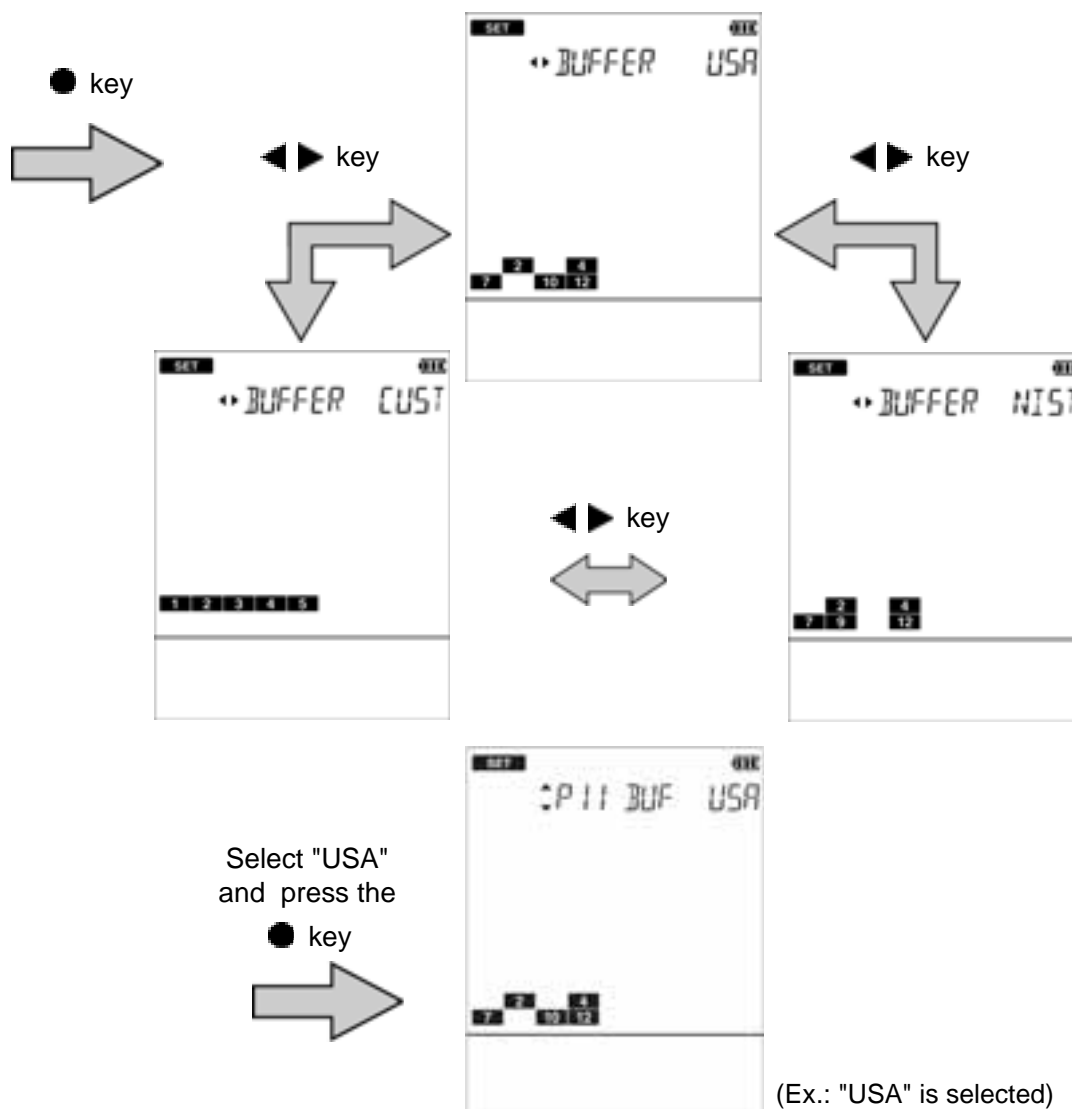 SET
BUFFER USA
● key
◀ ▶ key
◀ ▶ key
2 4
7 10 12
SET
BUFFER CUST
SET
BUFFER NIST
◀ ▶ key
1 2 3 4 5
2 4
7 9 12
SET
P11 BUF USA
Select "USA"
and press the
● key
2 4
7 10 12
(Ex.: "USA" is selected)